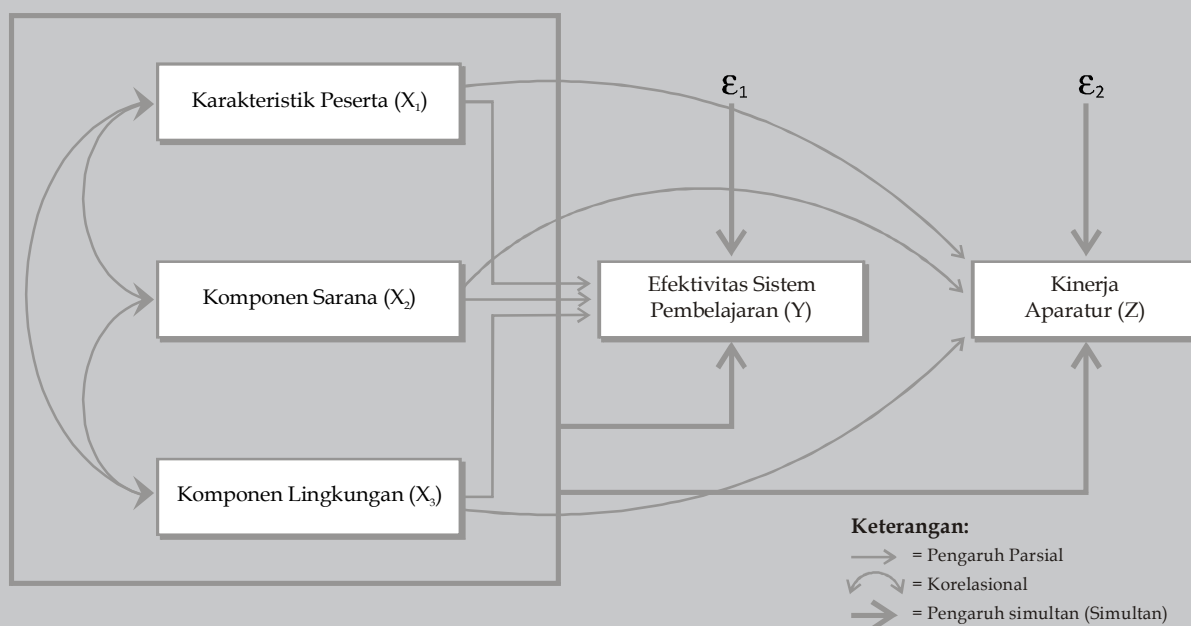 Karakteristik Peserta (X₁)
ε₁
ε₂
Komponen Sarana (X₂)
Efektivitas Sistem
Pembelajaran (Y)
Kinerja
Aparatur (Z)
Komponen Lingkungan (X₃)
Keterangan:
= Pengaruh Parsial
= Korelasional
= Pengaruh simultan (Simultan)